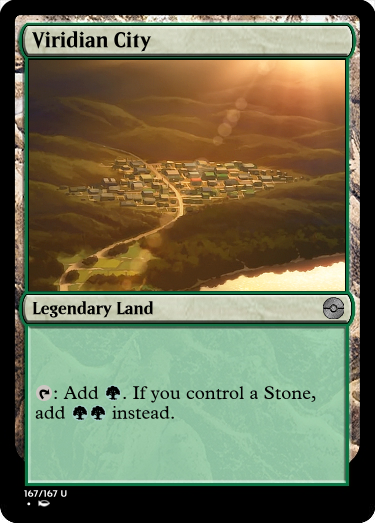 Viridian City
Legendary Land
: Add . If you control a Stone,
add instead.
167/167 U